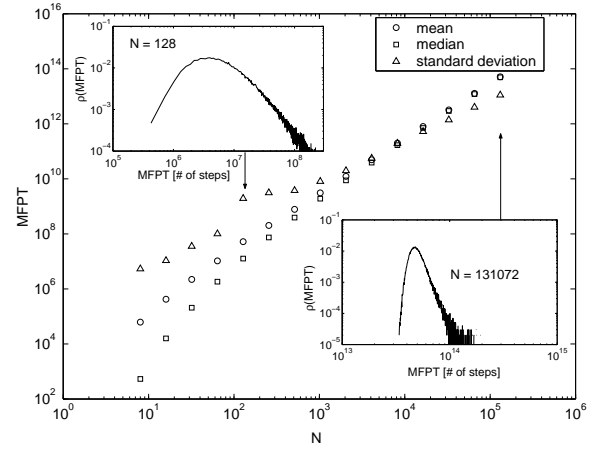 10^16
10^14
10^12
10^10
10^8
10^6
10^4
10^2
MFPT
10^0
10^1
10^2
10^3
10^4
10^5
10^6
N
mean
median
standard deviation
N = 128
10^-1
10^-2
10^-3
10^-4
ρ(MFPT)
10^5
10^6
10^7
10^8
MFPT [# of steps]
N = 131072
10^-1
10^-2
10^-3
10^-4
10^-5
ρ(MFPT)
10^13
10^14
10^15
MFPT [# of steps]